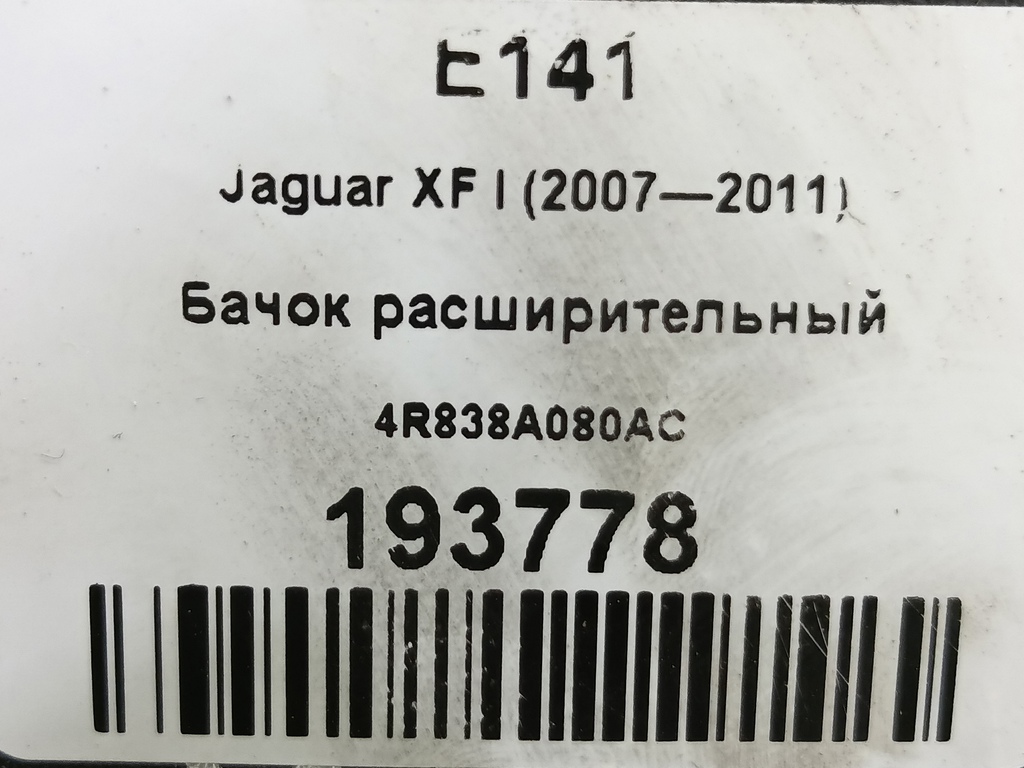 E141
Jaguar XF I (2007—2011)
Бачок расширительный
4R838A080AC
193778